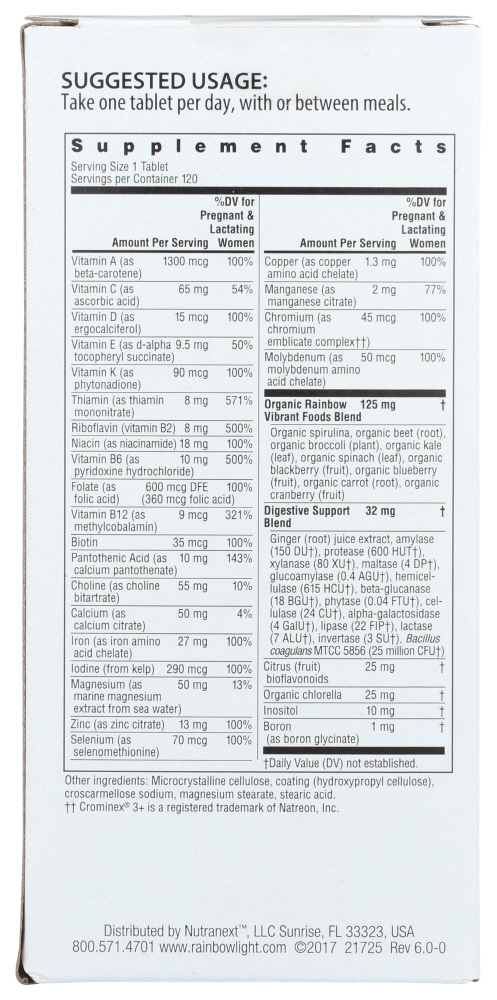 SUGGESTED USAGE:
Take one tablet per day, with or between meals.
Supplement Facts
Serving Size 1 Tablet
Servings per Container 120
%DV for
Pregnant &
Lactating
Amount Per Serving Women
Vitamin A (as 1300 mcg 100%
beta-carotene)
Vitamin C (as 65 mg 54%
ascorbic acid)
Vitamin D (as 15 mcg 100%
ergocalciferol)
Vitamin E (as d-alpha 9.5 mg 50%
tocopheryl succinate)
Vitamin K (as 90 mcg 100%
phytonadione)
Thiamin (as thiamin 8 mg 571%
mononitrate)
Riboflavin (vitamin B2) 8 mg 500%
Niacin (as niacinamide) 18 mg 100%
Vitamin B6 (as 10 mg 500%
pyridoxine hydrochloride)
Folate (as 600 mcg DFE 100%
folic acid) (360 mcg folic acid)
Vitamin B12 (as 9 mcg 321%
methylcobalamin)
Biotin 35 mcg 100%
Pantothenic Acid (as 10 mg 143%
calcium pantothenate)
Choline (as choline 55 mg 10%
bitartrate)
Calcium (as 50 mg 4%
calcium citrate)
Iron (as iron amino 27 mg 100%
acid chelate)
Iodine (from kelp) 290 mcg 100%
Magnesium (as 50 mg 13%
marine magnesium
extract from sea water)
Zinc (as zinc citrate) 13 mg 100%
Selenium (as 70 mcg 100%
selenomethionine)
%DV for
Pregnant &
Lactating
Amount Per Serving Women
Copper (as copper 1.3 mg 100%
amino acid chelate)
Manganese (as 2 mg 77%
manganese citrate)
Chromium (as 45 mcg 100%
chromium
emblicate complex††)
Molybdenum (as 50 mcg 100%
molybdenum amino
acid chelate)
Organic Rainbow 125 mg †
Vibrant Foods Blend
Organic spirulina, organic beet (root),
organic broccoli (plant), organic kale
(leaf), organic spinach (leaf), organic
blackberry (fruit), organic blueberry
(fruit), organic carrot (root), organic
cranberry (fruit)
Digestive Support 32 mg †
Blend
Ginger (root) juice extract, amylase
(150 DU†), protease (600 HUT†),
xylanase (80 XU†), maltase (4 DP†),
glucoamylase (0.4 AGU†), hemicel-
lulase (615 HCU†), beta-glucanase
(18 BGU†), phytase (0.04 FTU†), cel-
lulase (24 CU†), alpha-galactosidase
(4 GalU†), lipase (22 FIP†), lactase
(7 ALU†), invertase (3 SU†), Bacillus
coagulans MTCC 5856 (25 million CFU†)
Citrus (fruit) 25 mg †
bioflavonoids
Organic chlorella 25 mg †
Inositol 10 mg †
Boron 1 mg †
(as boron glycinate)
†Daily Value (DV) not established.
Other ingredients: Microcrystalline cellulose, coating (hydroxypropyl cellulose),
croscarmellose sodium, magnesium stearate, stearic acid.
†† Crominex® 3+ is a registered trademark of Natreon, Inc.
Distributed by Nutranext™, LLC Sunrise, FL 33323, USA
800.571.4701 www.rainbowlight.com ©2017 21725 Rev 6.0-0